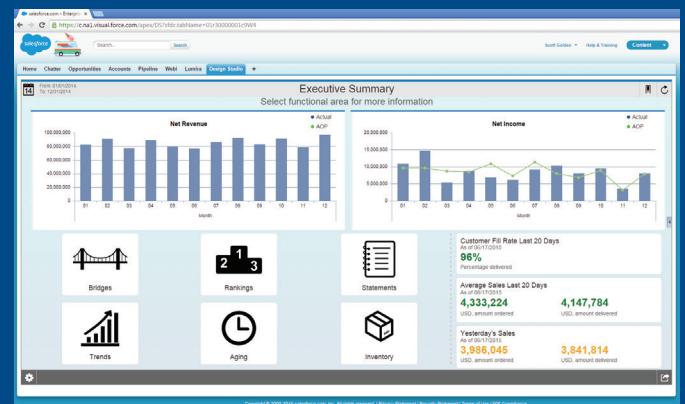 salesforce.com - Enterpri
https://c.na1.visual.force.com/apex/DS?sfdc.tabName=01r30000001c9W4
salesforce
Search...
Search
Scott Golden
Help & Training
Content
Home Chatter Opportunities Accounts Pipeline Webi Lumira Design Studio +
14
From: 01/01/2014
To: 12/01/2014
Executive Summary
Select functional area for more information
Net Revenue
Actual
AOP
100,000,000
80,000,000
60,000,000
40,000,000
20,000,000
0
01 02 03 04 05 06 07 08 09 10 11 12
Month
Net Income
Actual
AOP
20,000,000
15,000,000
10,000,000
5,000,000
0
01 02 03 04 05 06 07 08 09 10 11 12
Month
Bridges
2 1 3
Rankings
Statements
Trends
Aging
Inventory
Customer Fill Rate Last 20 Days
As of 06/17/2015
96%
Percentage delivered
Average Sales Last 20 Days
As of 06/17/2015
4,333,224 4,147,784
USD, amount ordered USD, amount delivered
Yesterday's Sales
As of 06/17/2015
3,986,045 3,841,814
USD, amount ordered USD, amount delivered